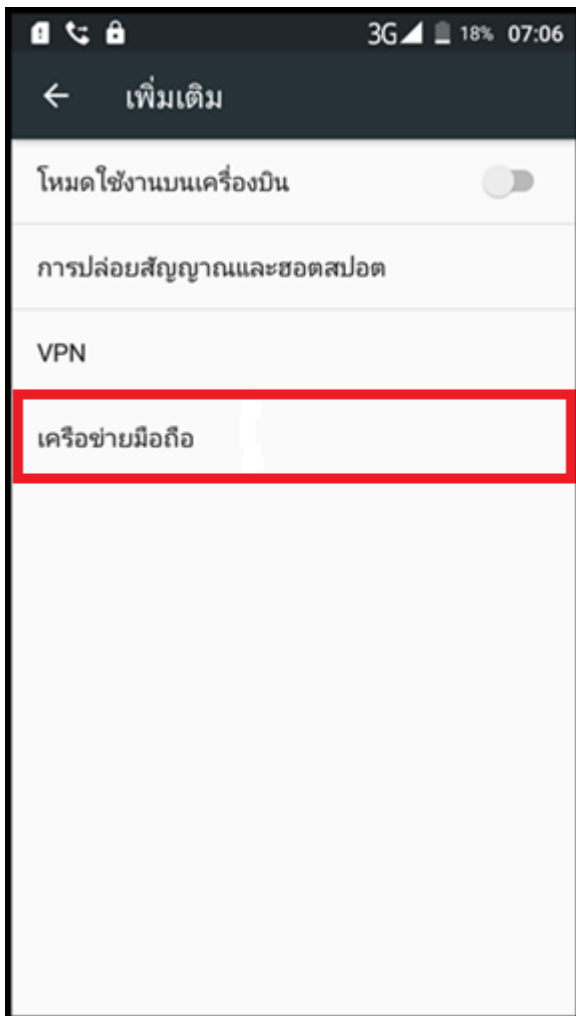 3G 18% 07:06
เพิ่มเติม
โหมดใช้งานบนเครื่องบิน
การปล่อยสัญญาณและฮอตสปอต
VPN
เครือข่ายมือถือ